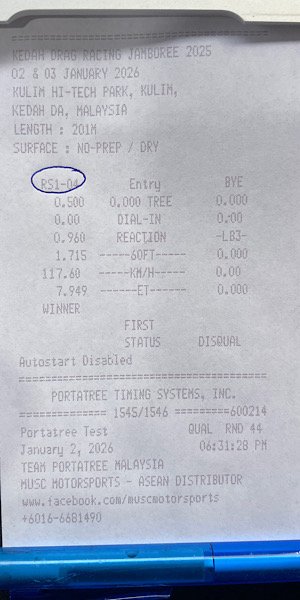 KEDAH DRAG RACING JAMBOREE 2025
02 & 03 JANUARY 2026
KULIM HI-TECH PARK, KULIM,
KEDAH DA, MALAYSIA
LENGTH : 201M
SURFACE : NO-PREP / DRY
RS1-04 Entry BYE
0.500 0.000 TREE 0.000
0.00 DIAL-IN 0.00
0.960 REACTION -LB3-
1.715 -----60FT----- 0.000
117.60 -----KM/H----- 0.00
7.949 ------ET------ 0.000
WINNER
FIRST
STATUS DISQUAL
Autostart Disabled
=====================================
PORTATREE TIMING SYSTEMS, INC.
============= 1545/1546 =========600214
Portatree Test QUAL RND 44
January 2, 2026 06:31:28 PM
TEAM PORTATREE MALAYSIA
MUSC MOTORSPORTS - ASEAN DISTRIBUTOR
www.facebook.com/muscmotorsports
+6016-6681490